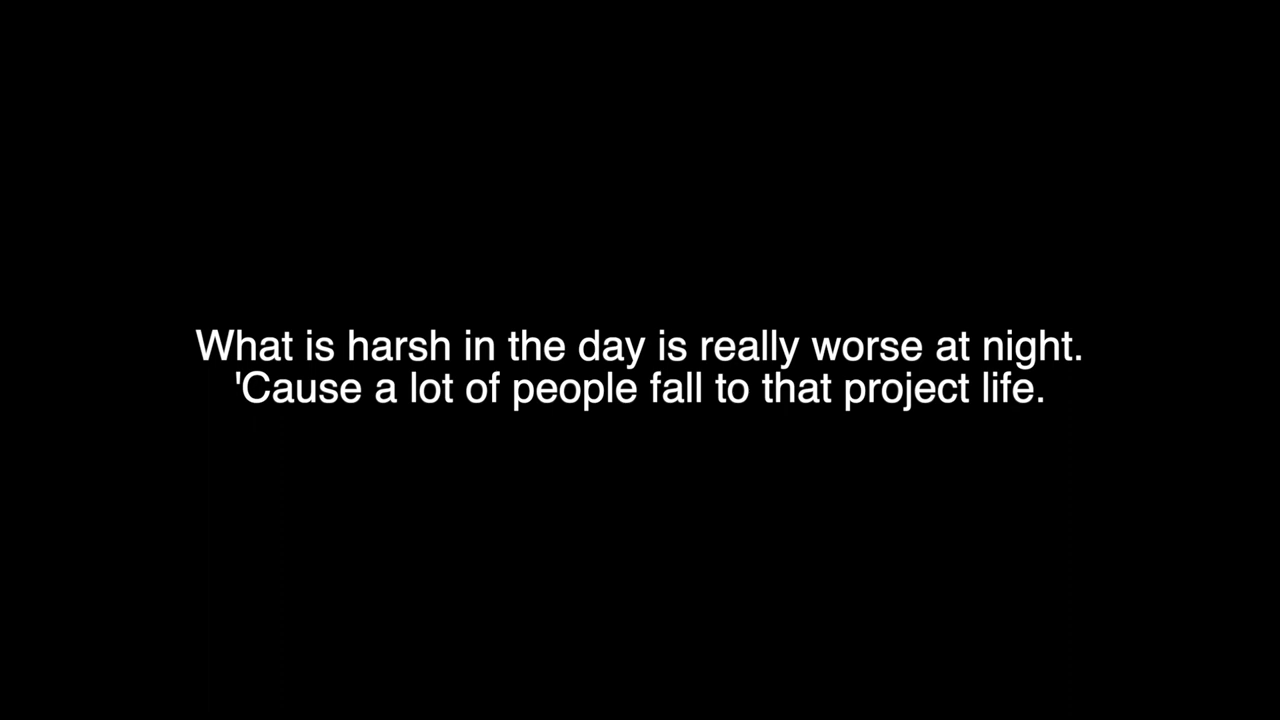 What is harsh in the day is really worse at night.
'Cause a lot of people fall to that project life.